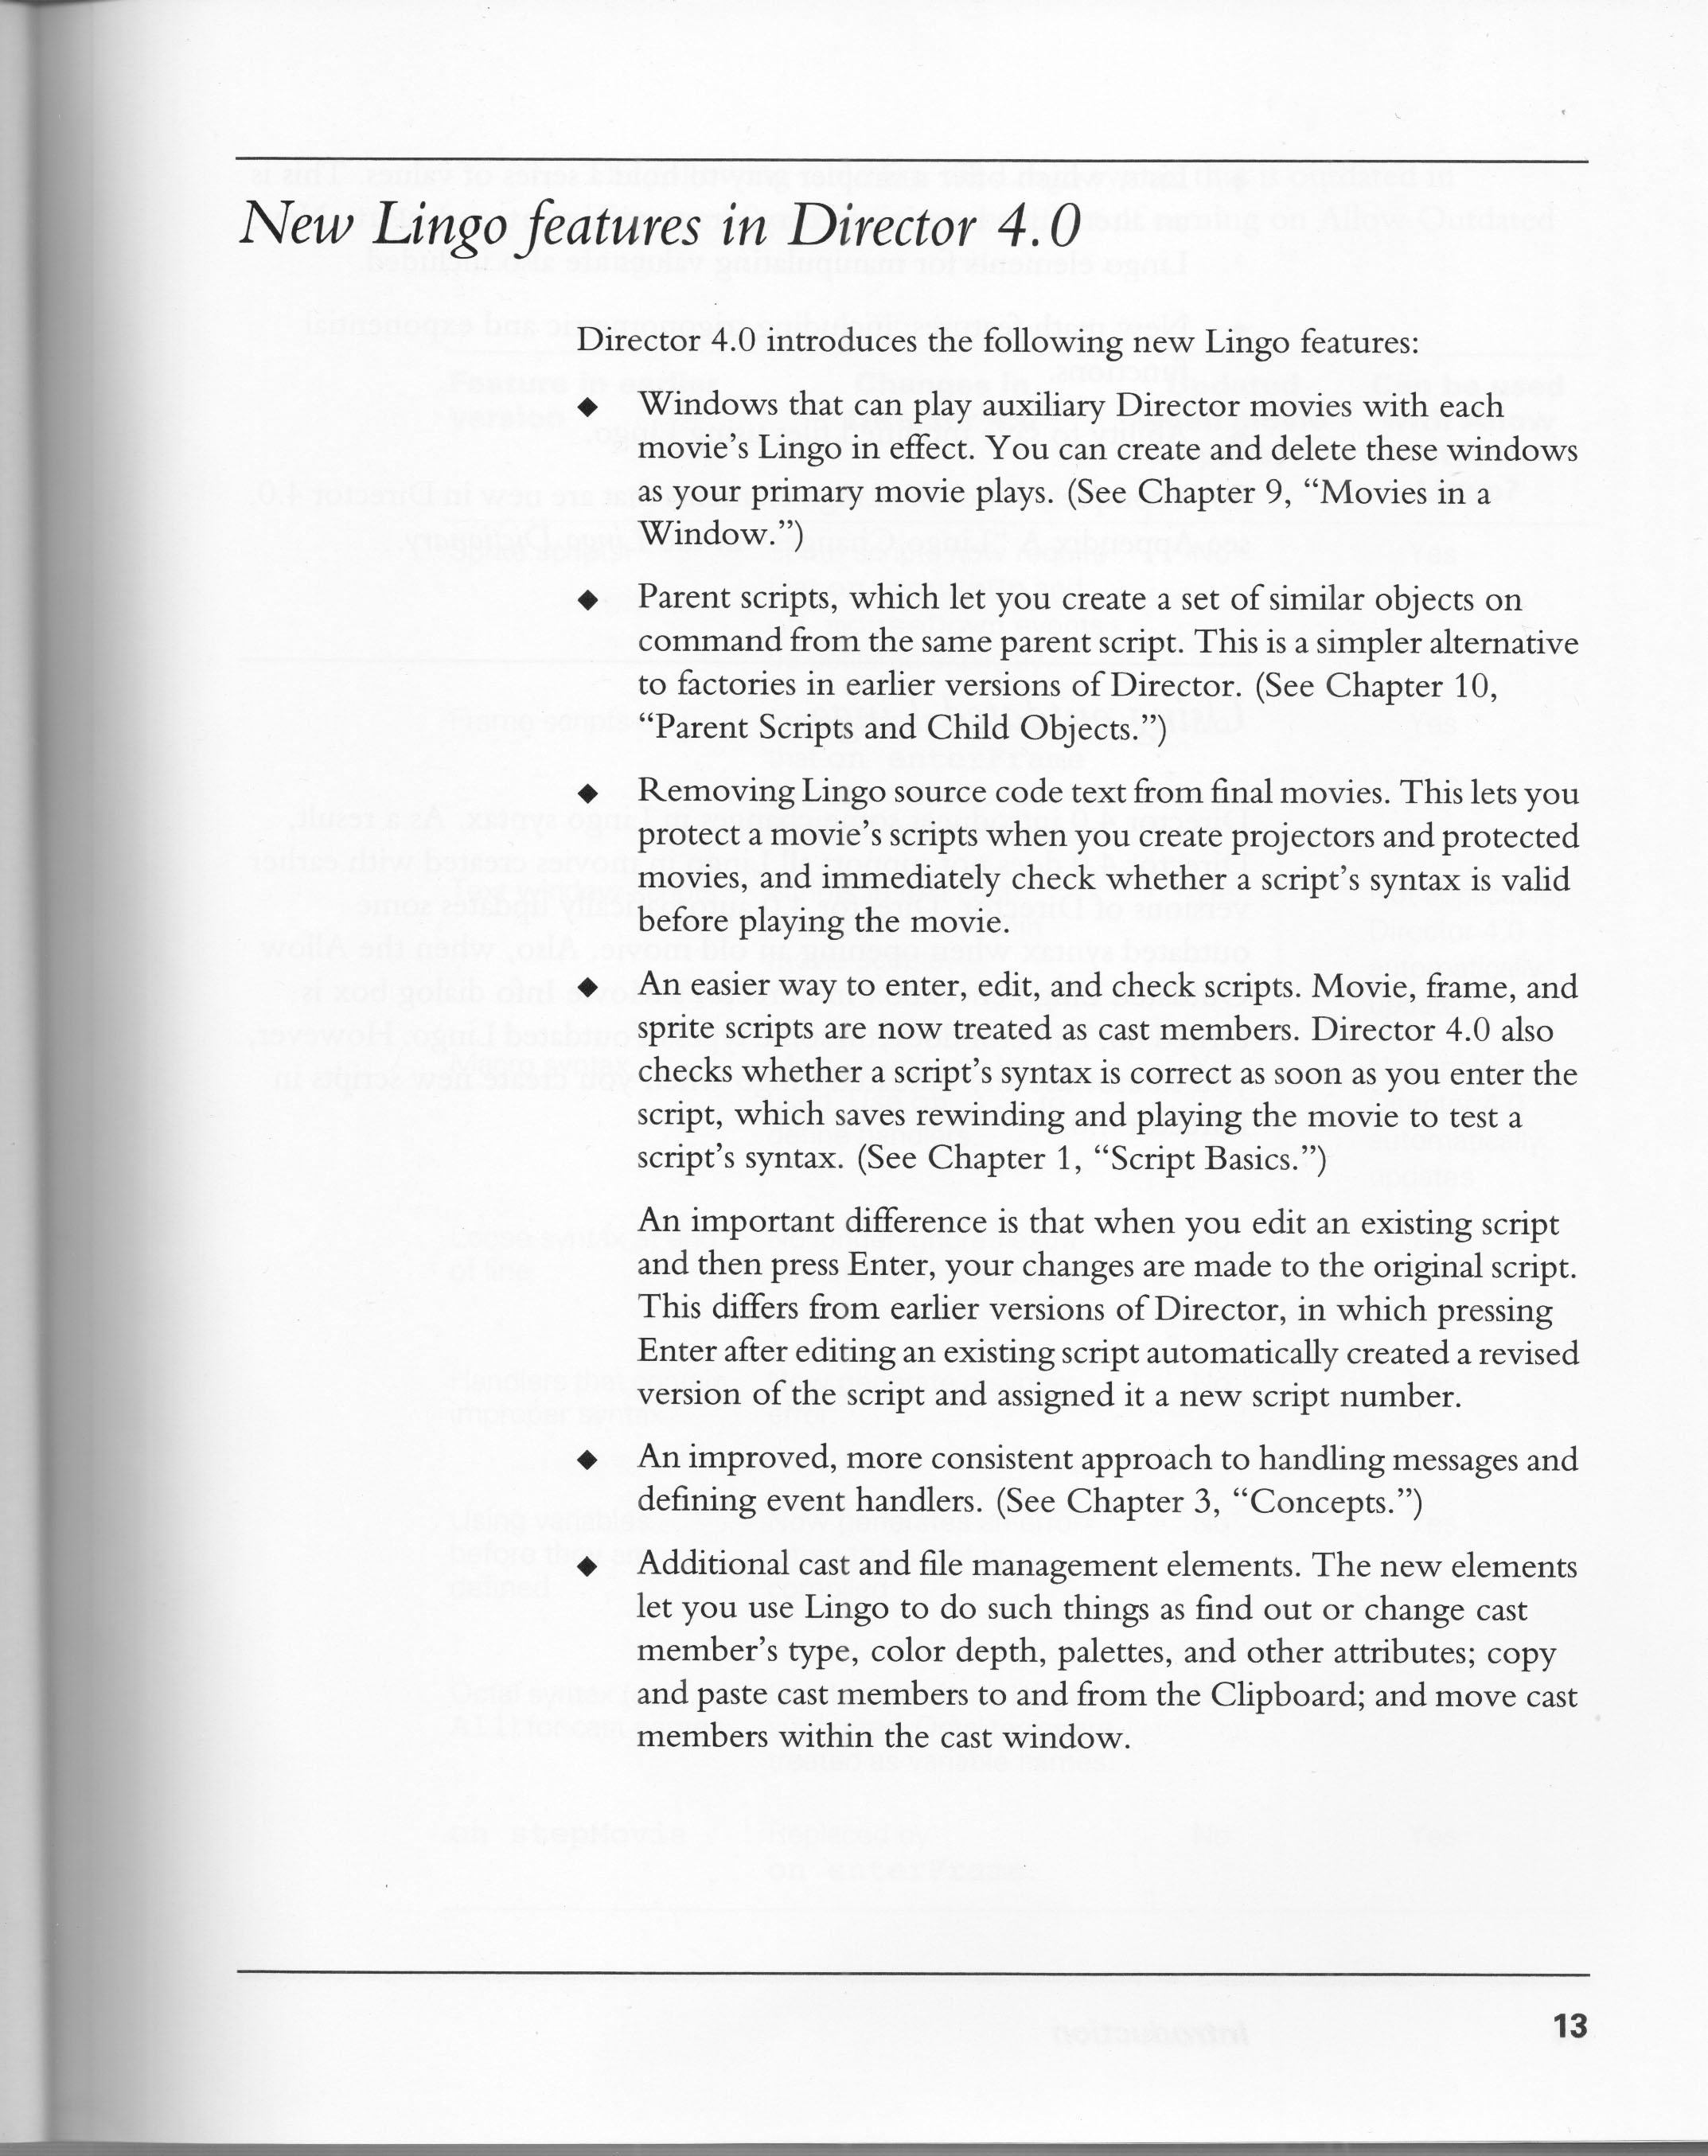 New Lingo features in Director 4.0
Director 4.0 introduces the following new Lingo features:
◆ Windows that can play auxiliary Director movies with each
movie’s Lingo in effect. You can create and delete these windows
as your primary movie plays. (See Chapter 9, “Movies in a
Window.”)
◆ Parent scripts, which let you create a set of similar objects on
command from the same parent script. This is a simpler alternative
to factories in earlier versions of Director. (See Chapter 10,
“Parent Scripts and Child Objects.”)
◆ Removing Lingo source code text from final movies. This lets you
protect a movie’s scripts when you create projectors and protected
movies, and immediately check whether a script’s syntax is valid
before playing the movie.
◆ An easier way to enter, edit, and check scripts. Movie, frame, and
sprite scripts are now treated as cast members. Director 4.0 also
checks whether a script’s syntax is correct as soon as you enter the
script, which saves rewinding and playing the movie to test a
script’s syntax. (See Chapter 1, “Script Basics.”)
An important difference is that when you edit an existing script
and then press Enter, your changes are made to the original script.
This differs from earlier versions of Director, in which pressing
Enter after editing an existing script automatically created a revised
version of the script and assigned it a new script number.
◆ An improved, more consistent approach to handling messages and
defining event handlers. (See Chapter 3, “Concepts.”)
◆ Additional cast and file management elements. The new elements
let you use Lingo to do such things as find out or change cast
member’s type, color depth, palettes, and other attributes; copy
and paste cast members to and from the Clipboard; and move cast
members within the cast window.
13